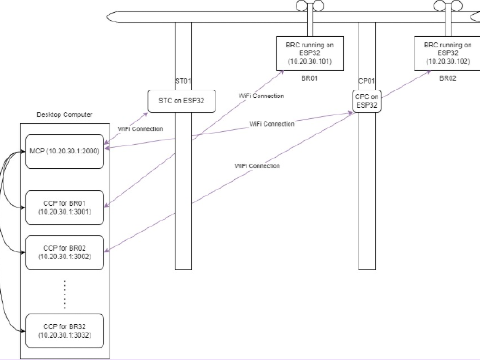 BRC running on
ESP32
(10.20.30.101)
BRC running on
ESP32
(10.20.30.102)
BR01
BR02
ST01
CP01
STC on ESP32
CPC on
ESP32
WiFi Connection
WiFi Connection
WiFi Connection
WiFi Connection
Desktop Computer
MCP (10.20.30.1:2000)
CCP for BR01
(10.20.30.1:3001)
CCP for BR02
(10.20.30.1:3002)
CCP for BR32
(10.20.30.1:3032)